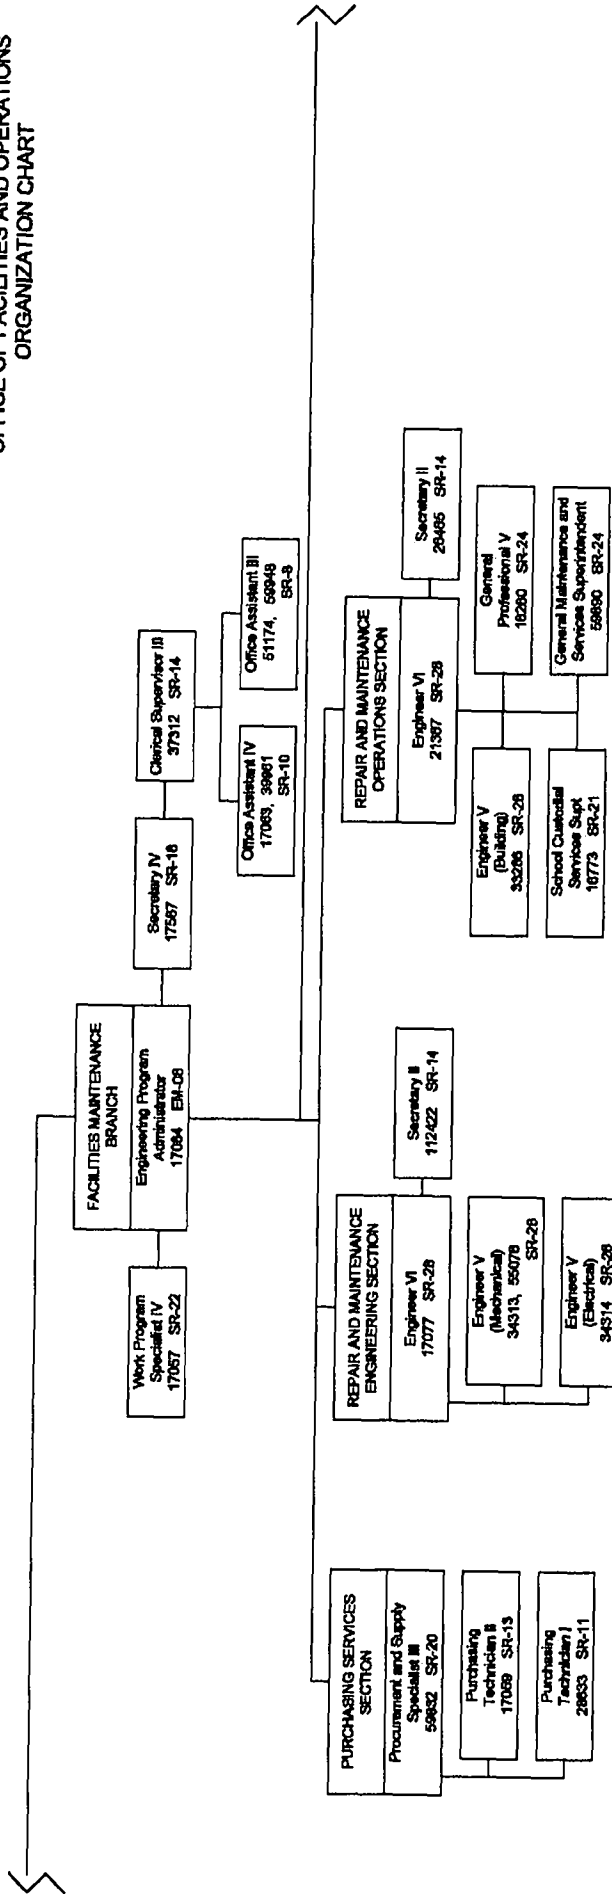 OFFICE OF FACILITIES AND OPERATIONS
ORGANIZATION CHART
FACILITIES MAINTENANCE
BRANCH
Engineering Program
Administrator
17064 EM-08
Work Program
Specialist IV
17057 SR-22
Secretary IV
17567 SR-18
Clerical Supervisor III
37312 SR-14
Office Assistant IV
17063, 39961
SR-10
Office Assistant III
51174, 59948
SR-8
PURCHASING SERVICES
SECTION
Procurement and Supply
Specialist III
59832 SR-20
Purchasing
Technician II
17069 SR-13
Purchasing
Technician I
28633 SR-11
REPAIR AND MAINTENANCE
ENGINEERING SECTION
Engineer VI
17077 SR-28
Secretary II
112422 SR-14
Engineer V
(Mechanical)
34313, 55078
SR-26
Engineer V
(Electrical)
34314 SR-26
REPAIR AND MAINTENANCE
OPERATIONS SECTION
Engineer VI
21387 SR-28
Secretary II
26465 SR-14
Engineer V
(Building)
33286 SR-26
General
Professional V
16260 SR-24
School Custodial
Services Supt
16773 SR-21
General Maintenance and
Services Superintendent
59690 SR-24